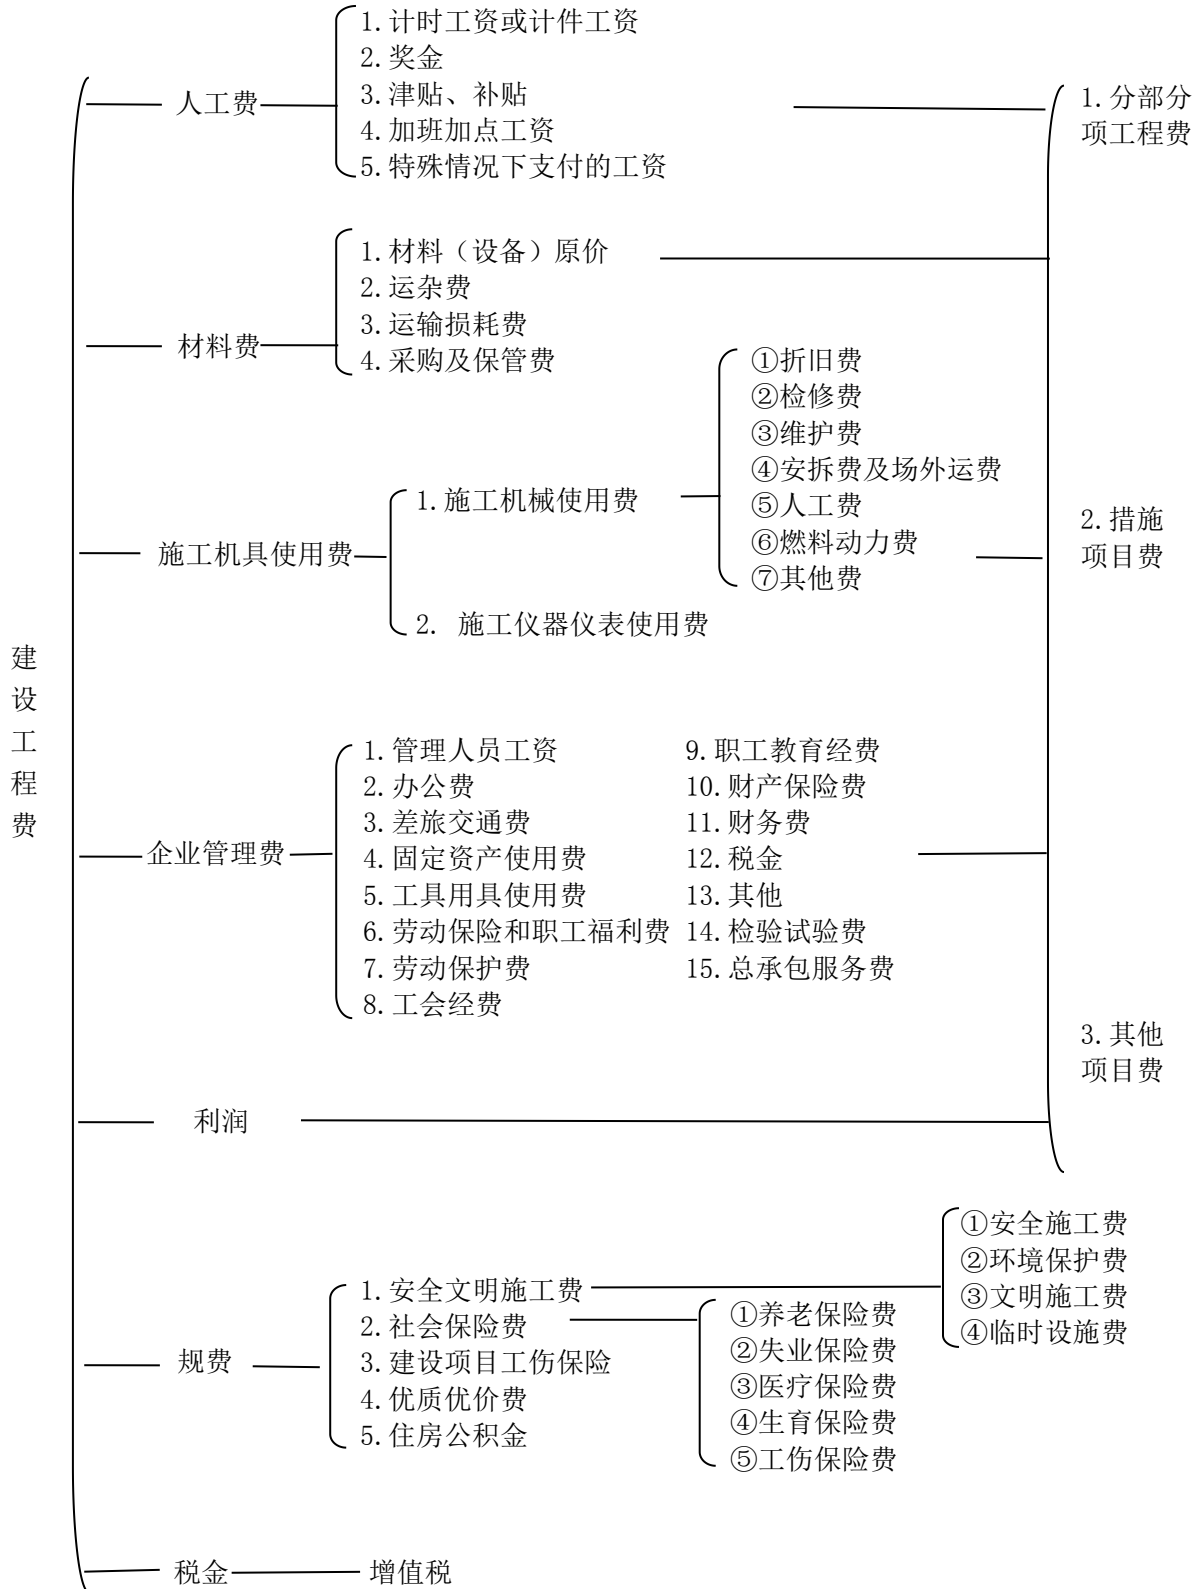 建
设
工
程
费
人工费
1.计时工资或计件工资
2.奖金
3.津贴、补贴
4.加班加点工资
5.特殊情况下支付的工资
材料费
1.材料（设备）原价
2.运杂费
3.运输损耗费
4.采购及保管费
施工机具使用费
1.施工机械使用费
①折旧费
②检修费
③维护费
④安拆费及场外运费
⑤人工费
⑥燃料动力费
⑦其他费
2. 施工仪器仪表使用费
企业管理费
1.管理人员工资
2.办公费
3.差旅交通费
4.固定资产使用费
5.工具用具使用费
6.劳动保险和职工福利费
7.劳动保护费
8.工会经费
9.职工教育经费
10.财产保险费
11.财务费
12.税金
13.其他
14.检验试验费
15.总承包服务费
利润
1.分部分
项工程费
2.措施
项目费
3.其他
项目费
规费
1.安全文明施工费
2.社会保险费
3.建设项目工伤保险
4.优质优价费
5.住房公积金
①安全施工费
②环境保护费
③文明施工费
④临时设施费
①养老保险费
②失业保险费
③医疗保险费
④生育保险费
⑤工伤保险费
税金
增值税